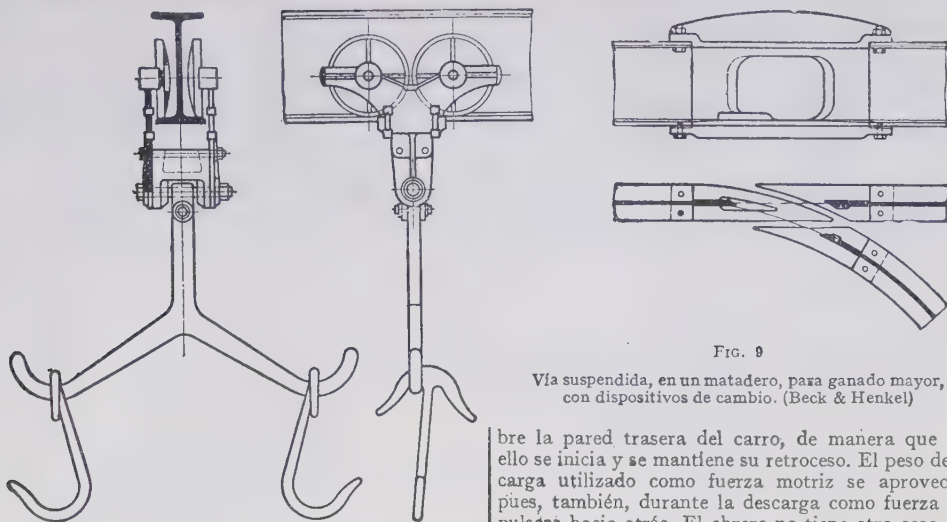 FIG. 9
Vía suspendida, en un matadero, para ganado mayor,
con dispositivos de cambio. (Beck & Henkel)
bre la pared trasera del carro, de manera que
ello se inicia y se mantiene su retroceso. El peso de
carga utilizado como fuerza motriz se aprovec
pues, también, durante la descarga como fuerza